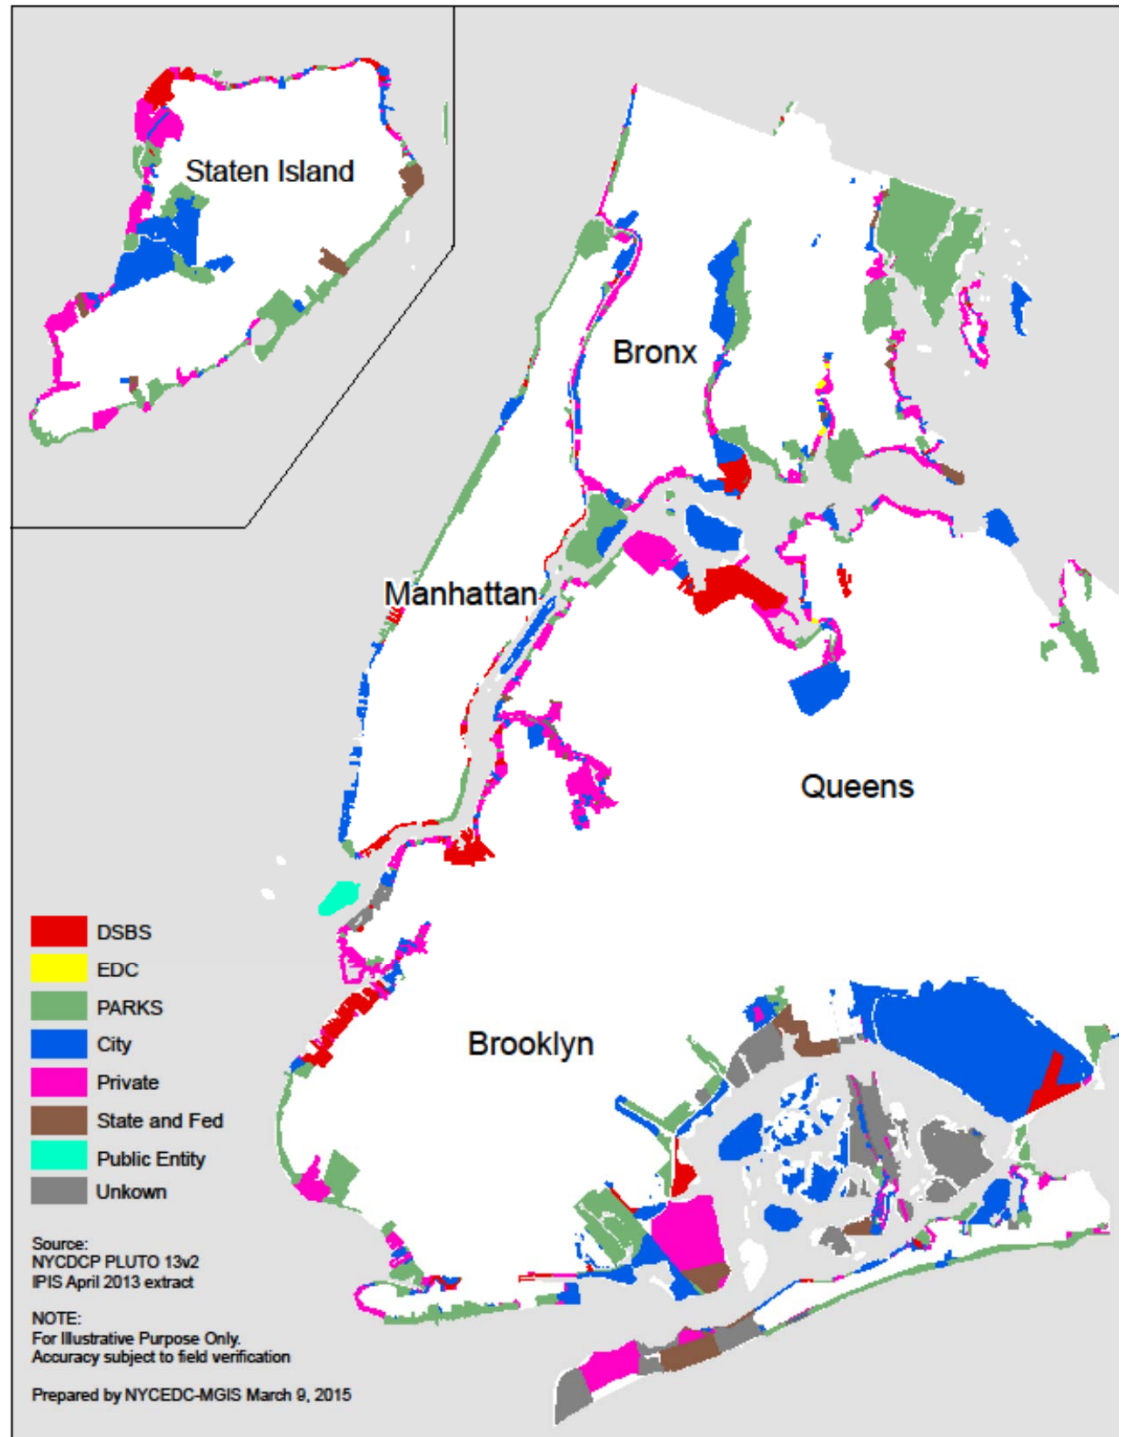 Staten Island
Bronx
Manhattan
Queens
Brooklyn
DSBS
EDC
PARKS
City
Private
State and Fed
Public Entity
Unkown
Source:
NYCDCP PLUTO 13v2
IPIS April 2013 extract
NOTE:
For Illustrative Purpose Only.
Accuracy subject to field verification
Prepared by NYCEDC-MGIS March 9, 2015